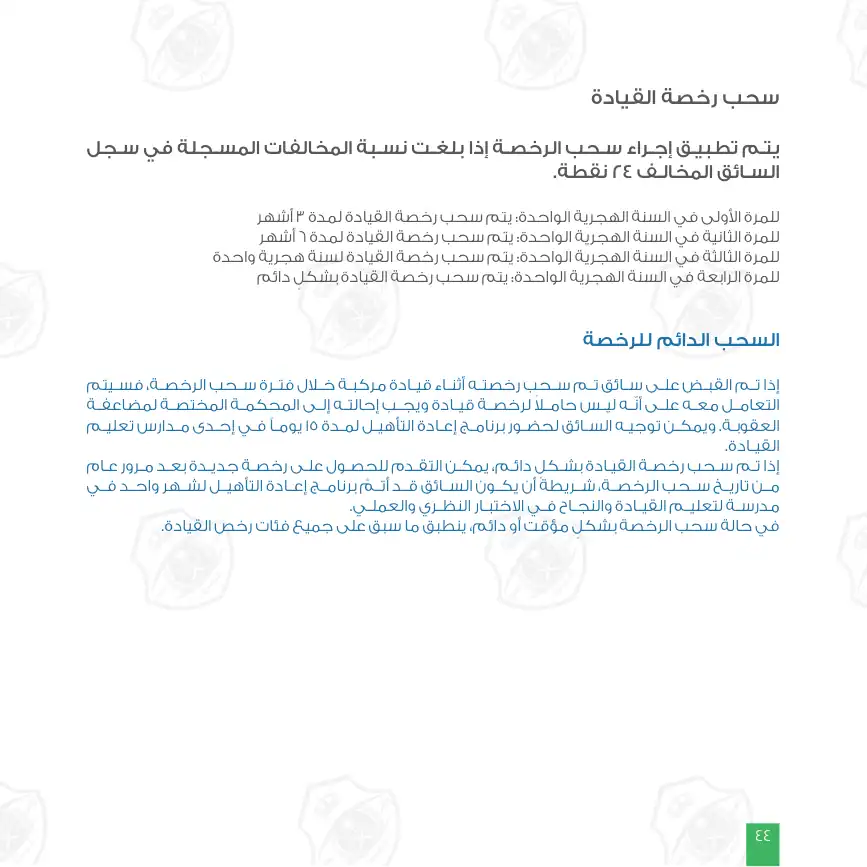 سحب رخصة القيادة
يتم تطبيق إجراء سحب الرخصة إذا بلغت نسبة المخالفات المسجلة في سجل
السائق المخالف ٢٤ نقطة.
للمرة الأولى في السنة الهجرية الواحدة: يتم سحب رخصة القيادة لمدة ٣ أشهر
للمرة الثانية في السنة الهجرية الواحدة: يتم سحب رخصة القيادة لمدة ٦ أشهر
للمرة الثالثة في السنة الهجرية الواحدة: يتم سحب رخصة القيادة لسنة هجرية واحدة
للمرة الرابعة في السنة الهجرية الواحدة: يتم سحب رخصة القيادة بشكلٍ دائم
السحب الدائم للرخصة
إذا تم القبض على سائق تم سحب رخصته أثناء قيادة مركبة خلال فترة سحب الرخصة، فسيتم
التعامل معه على أنّه ليس حاملاً لرخصة قيادة ويجب إحالته إلى المحكمة المختصة لمضاعفة
العقوبة. ويمكن توجيه السائق لحضور برنامج إعادة التأهيل لمدة ١٥ يوماً في إحدى مدارس تعليم
القيادة.
إذا تم سحب رخصة القيادة بشكلٍ دائم، يمكن التقدم للحصول على رخصة جديدة بعد مرور عام
من تاريخ سحب الرخصة، شريطة أن يكون السائق قد أتمّ برنامج إعادة التأهيل لشهر واحد في
مدرسة لتعليم القيادة والنجاح في الاختبار النظري والعملي.
في حالة سحب الرخصة بشكلٍ مؤقت أو دائم، ينطبق ما سبق على جميع فئات رخص القيادة.
٤٤